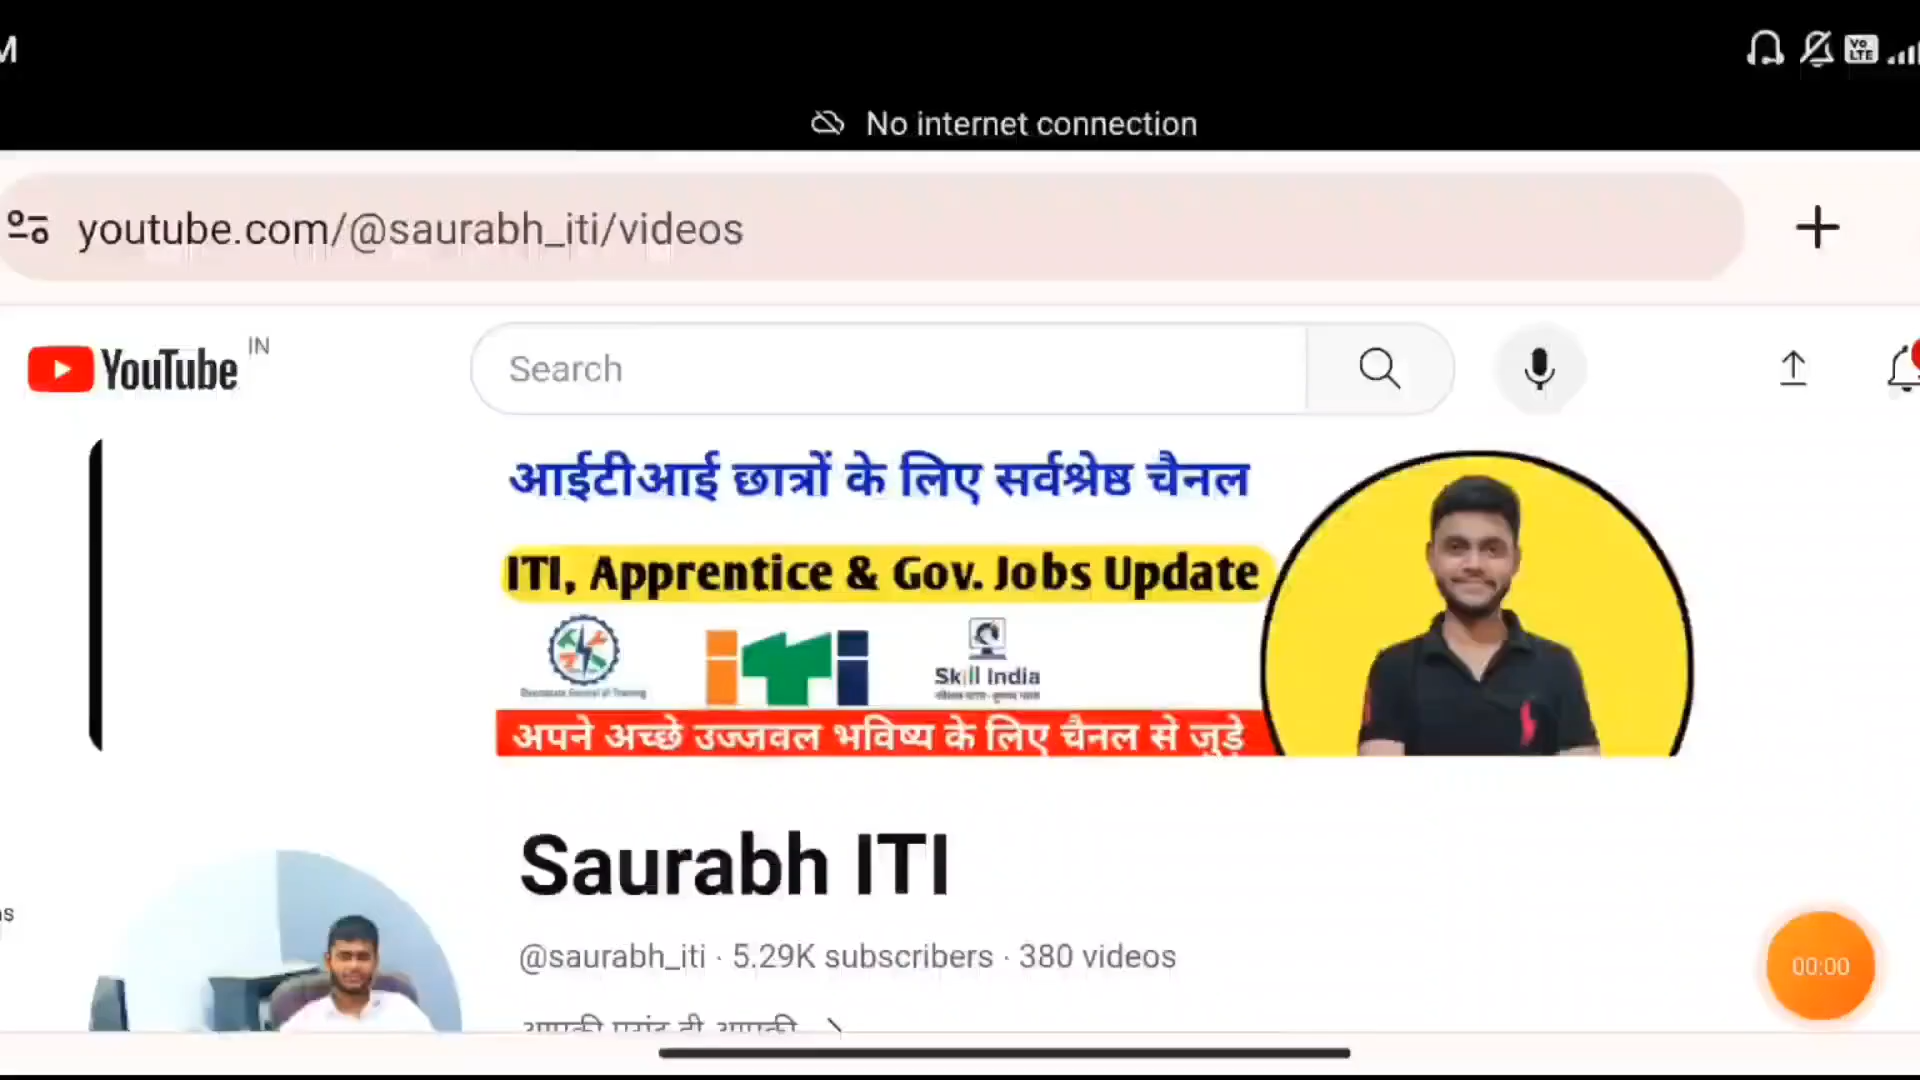 M
VoLTE
No internet connection
youtube.com/@saurabh_iti/videos
YouTube IN
Search
आईटीआई छात्रों के लिए सर्वश्रेष्ठ चैनल
ITI, Apprentice & Gov. Jobs Update
iTi
Skill India
अपने अच्छे उज्जवल भविष्य के लिए चैनल से जुड़े
Saurabh ITI
@saurabh_iti · 5.29K subscribers · 380 videos
00:00